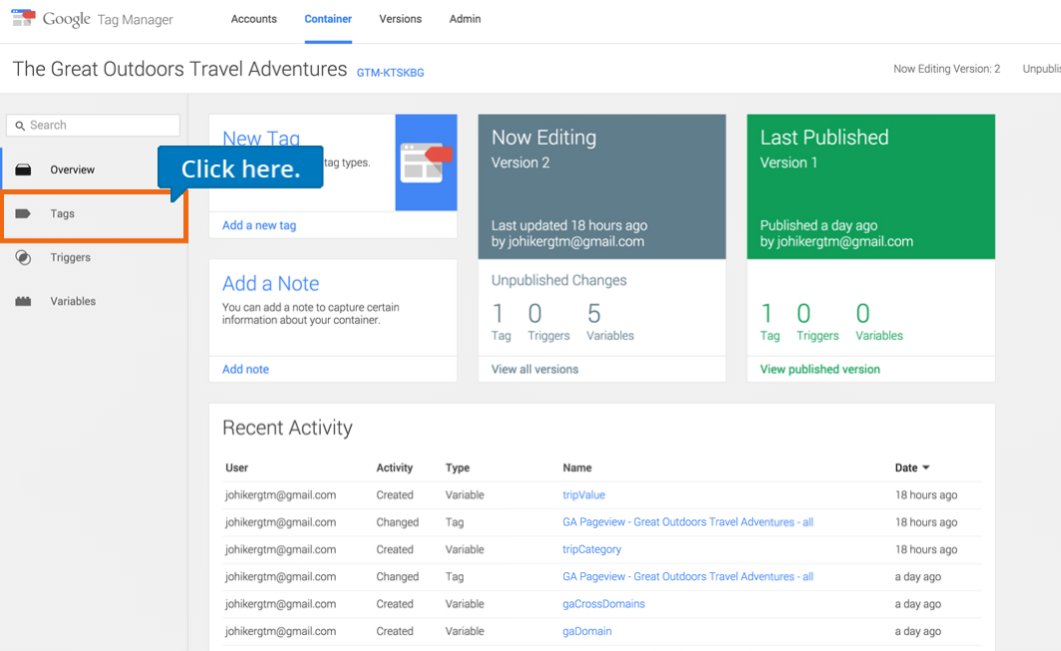 Google Tag Manager
Accounts
Container
Versions
Admin
The Great Outdoors Travel Adventures GTM-KTSKBG
Now Editing Version: 2
Search
Overview
Tags
Triggers
Variables
Click here.
New Tag
tag types.
Add a new tag
Add a Note
You can add a note to capture certain
information about your container.
Add note
Now Editing
Version 2
Last updated 18 hours ago
by johikergtm@gmail.com
Unpublished Changes
1 0 5
Tag Triggers Variables
View all versions
Last Published
Version 1
Published a day ago
by johikergtm@gmail.com
1 0 0
Tag Triggers Variables
View published version
Recent Activity
User Activity Type Name Date
johikergtm@gmail.com Created Variable tripValue 18 hours ago
johikergtm@gmail.com Changed Tag GA Pageview - Great Outdoors Travel Adventures - all 18 hours ago
johikergtm@gmail.com Created Variable tripCategory 18 hours ago
johikergtm@gmail.com Changed Tag GA Pageview - Great Outdoors Travel Adventures - all a day ago
johikergtm@gmail.com Created Variable gaCrossDomains a day ago
johikergtm@gmail.com Created Variable gaDomain a day ago